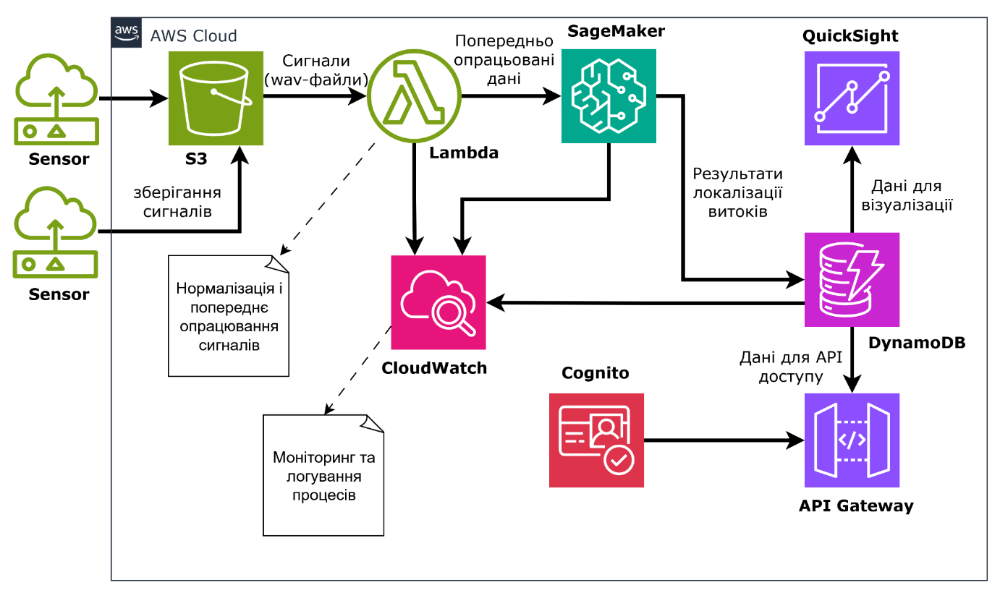 aws
AWS Cloud
Sensor
Sensor
S3
зберігання
сигналів
Сигнали
(wav-файли)
Lambda
Попередньо
опрацьовані
дані
SageMaker
QuickSight
Результати
локалізації
витоків
Дані для
візуалізації
DynamoDB
Нормалізація і
попереднє
опрацювання
сигналів
CloudWatch
Моніторинг та
логування
процесів
Cognito
Дані для API
доступу
</>
API Gateway